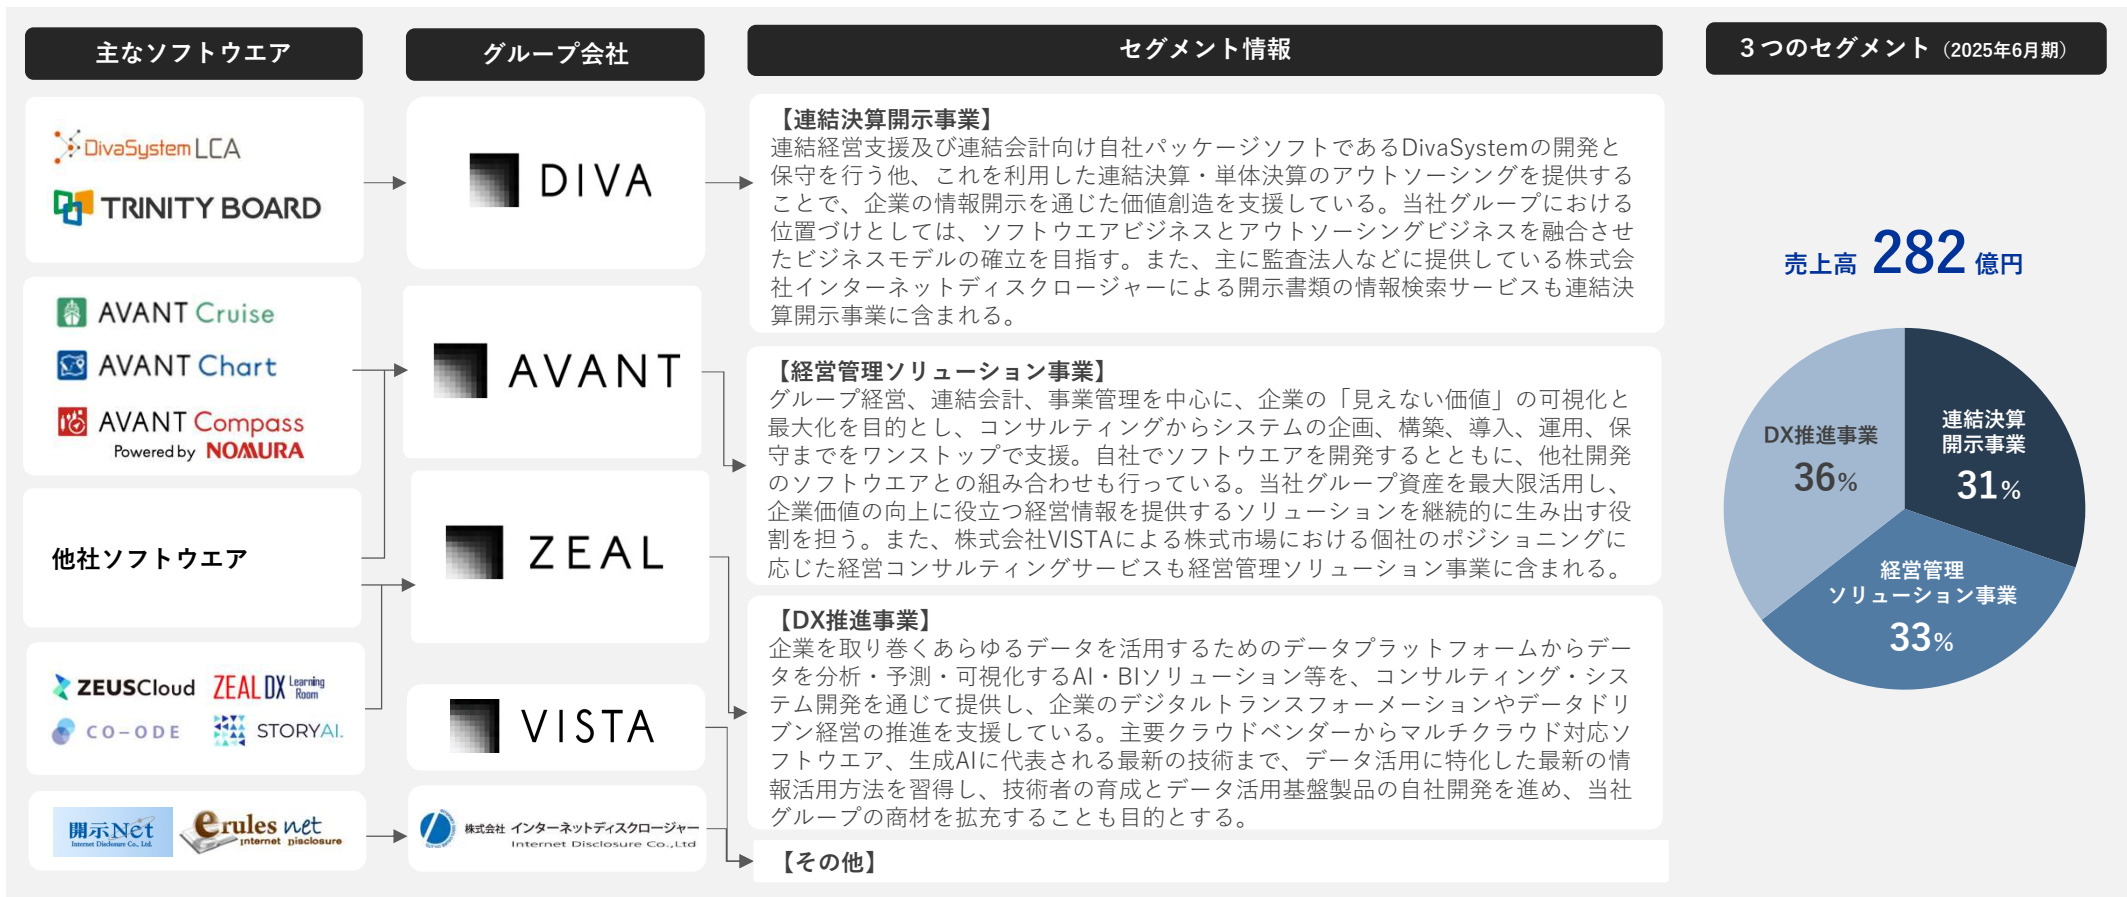 主なソフトウエア
DivaSystem LCA
TRINITY BOARD
AVANT Cruise
AVANT Chart
AVANT Compass
Powered by NOMURA
他社ソフトウエア
ZEUSCloud
ZEAL DX Learning Room
CO-ODE
STORYAI.
開示Net
Internet Disclosure Co., Ltd.
erules net
internet disclosure
グループ会社
DIVA
AVANT
ZEAL
VISTA
株式会社 インターネットディスクロージャー
Internet Disclosure Co.,Ltd
セグメント情報
【連結決算開示事業】
連結経営支援及び連結会計向け自社パッケージソフトであるDivaSystemの開発と
保守を行う他、これを利用した連結決算・単体決算のアウトソーシングを提供する
ことで、企業の情報開示を通じた価値創造を支援している。当社グループにおける
位置づけとしては、ソフトウエアビジネスとアウトソーシングビジネスを融合させ
たビジネスモデルの確立を目指す。また、主に監査法人などに提供している株式会
社インターネットディスクロージャーによる開示書類の情報検索サービスも連結決
算開示事業に含まれる。
【経営管理ソリューション事業】
グループ経営、連結会計、事業管理を中心に、企業の「見えない価値」の可視化と
最大化を目的とし、コンサルティングからシステムの企画、構築、導入、運用、保
守までをワンストップで支援。自社でソフトウエアを開発するとともに、他社開発
のソフトウエアとの組み合わせも行っている。当社グループ資産を最大限活用し、
企業価値の向上に役立つ経営情報を提供するソリューションを継続的に生み出す役
割を担う。また、株式会社VISTAによる株式市場における個社のポジショニングに
応じた経営コンサルティングサービスも経営管理ソリューション事業に含まれる。
【DX推進事業】
企業を取り巻くあらゆるデータを活用するためのデータプラットフォームからデー
タを分析・予測・可視化するAI・BIソリューション等を、コンサルティング・シス
テム開発を通じて提供し、企業のデジタルトランスフォーメーションやデータドリ
ブン経営の推進を支援している。主要クラウドベンダーからマルチクラウド対応ソ
フトウエア、生成AIに代表される最新の技術まで、データ活用に特化した最新の情
報活用方法を習得し、技術者の育成とデータ活用基盤製品の自社開発を進め、当社
グループの商材を拡充することも目的とする。
【その他】
３つのセグメント（2025年6月期）
売上高 282 億円
連結決算
開示事業
31%
経営管理
ソリューション事業
33%
DX推進事業
36%